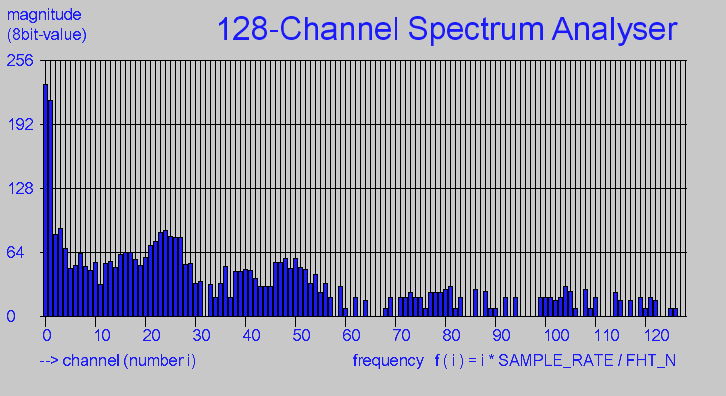 magnitude
(8bit-value)
128-Channel Spectrum Analyser
256
192
128
64
0
0 10 20 30 40 50 60 70 80 90 100 110 120
--> channel (number i)
frequency f ( i ) = i * SAMPLE_RATE / FHT_N